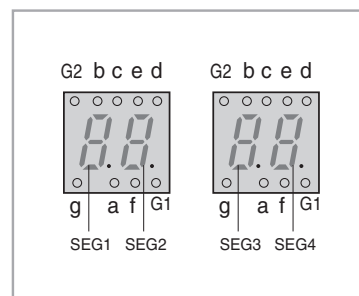 G2 b c e d G2 b c e d
g a f G1 g a f G1
SEG1 SEG2 SEG3 SEG4